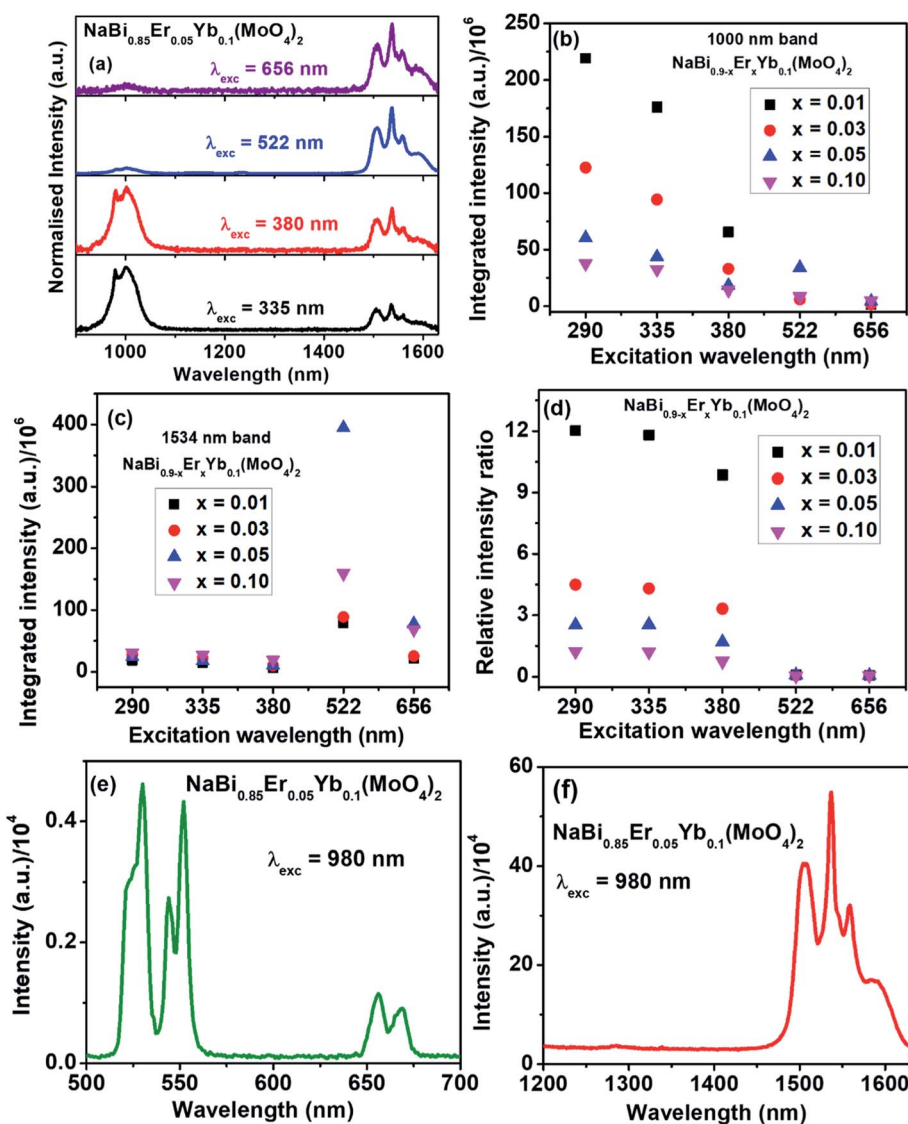 NaBi0.85Er0.05Yb0.1(MoO4)2
(a)
λexc = 656 nm
λexc = 522 nm
λexc = 380 nm
λexc = 335 nm
Normalised Intensity (a.u.)
1000 1200 1400 1600
Wavelength (nm)
(b)
1000 nm band
NaBi0.9-xErxYb0.1(MoO4)2
x = 0.01
x = 0.03
x = 0.05
x = 0.10
Integrated intensity (a.u.)/10^6
250
200
150
100
50
0
290 335 380 522 656
Excitation wavelength (nm)
(c)
1534 nm band
NaBi0.9-xErxYb0.1(MoO4)2
x = 0.01
x = 0.03
x = 0.05
x = 0.10
Integrated intensity (a.u.)/10^6
400
300
200
100
0
290 335 380 522 656
Excitation wavelength (nm)
(d)
NaBi0.9-xErxYb0.1(MoO4)2
x = 0.01
x = 0.03
x = 0.05
x = 0.10
Relative intensity ratio
12
9
6
3
0
290 335 380 522 656
Excitation wavelength (nm)
(e)
NaBi0.85Er0.05Yb0.1(MoO4)2
λexc = 980 nm
Intensity (a.u.)/10^4
0.4
0.2
0.0
500 550 600 650 700
Wavelength (nm)
(f)
NaBi0.85Er0.05Yb0.1(MoO4)2
λexc = 980 nm
Intensity (a.u.)/10^4
60
40
20
0
1200 1300 1400 1500 1600
Wavelength (nm)